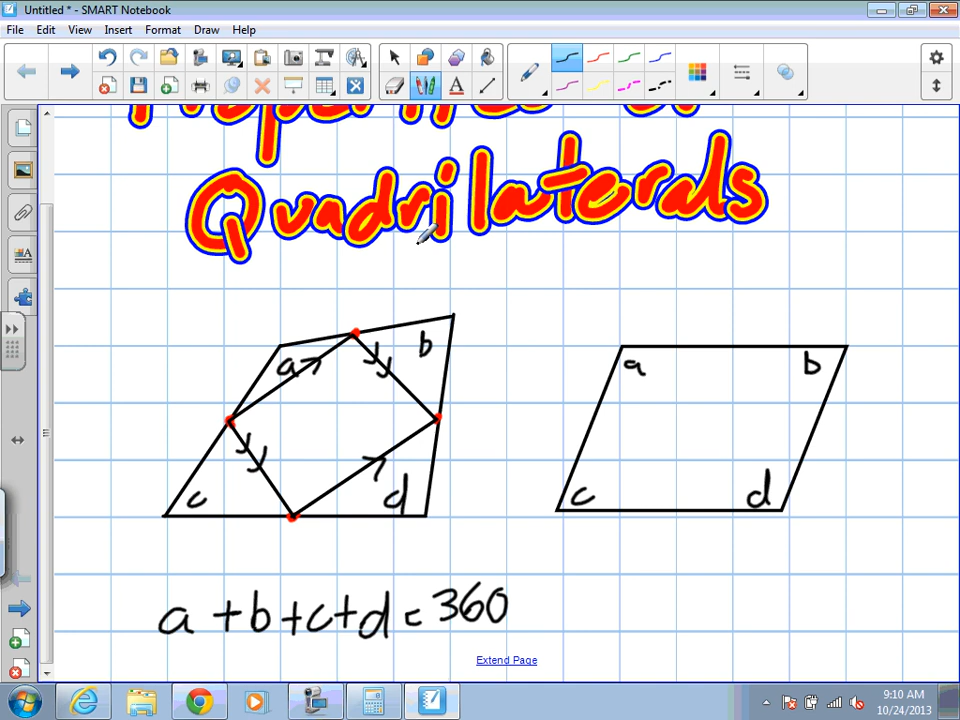 Untitled * - SMART Notebook
File Edit View Insert Format Draw Help
Quadrilaterals
a b
c d
a b
c d
a + b + c + d = 360
Extend Page
9:10 AM
10/24/2013